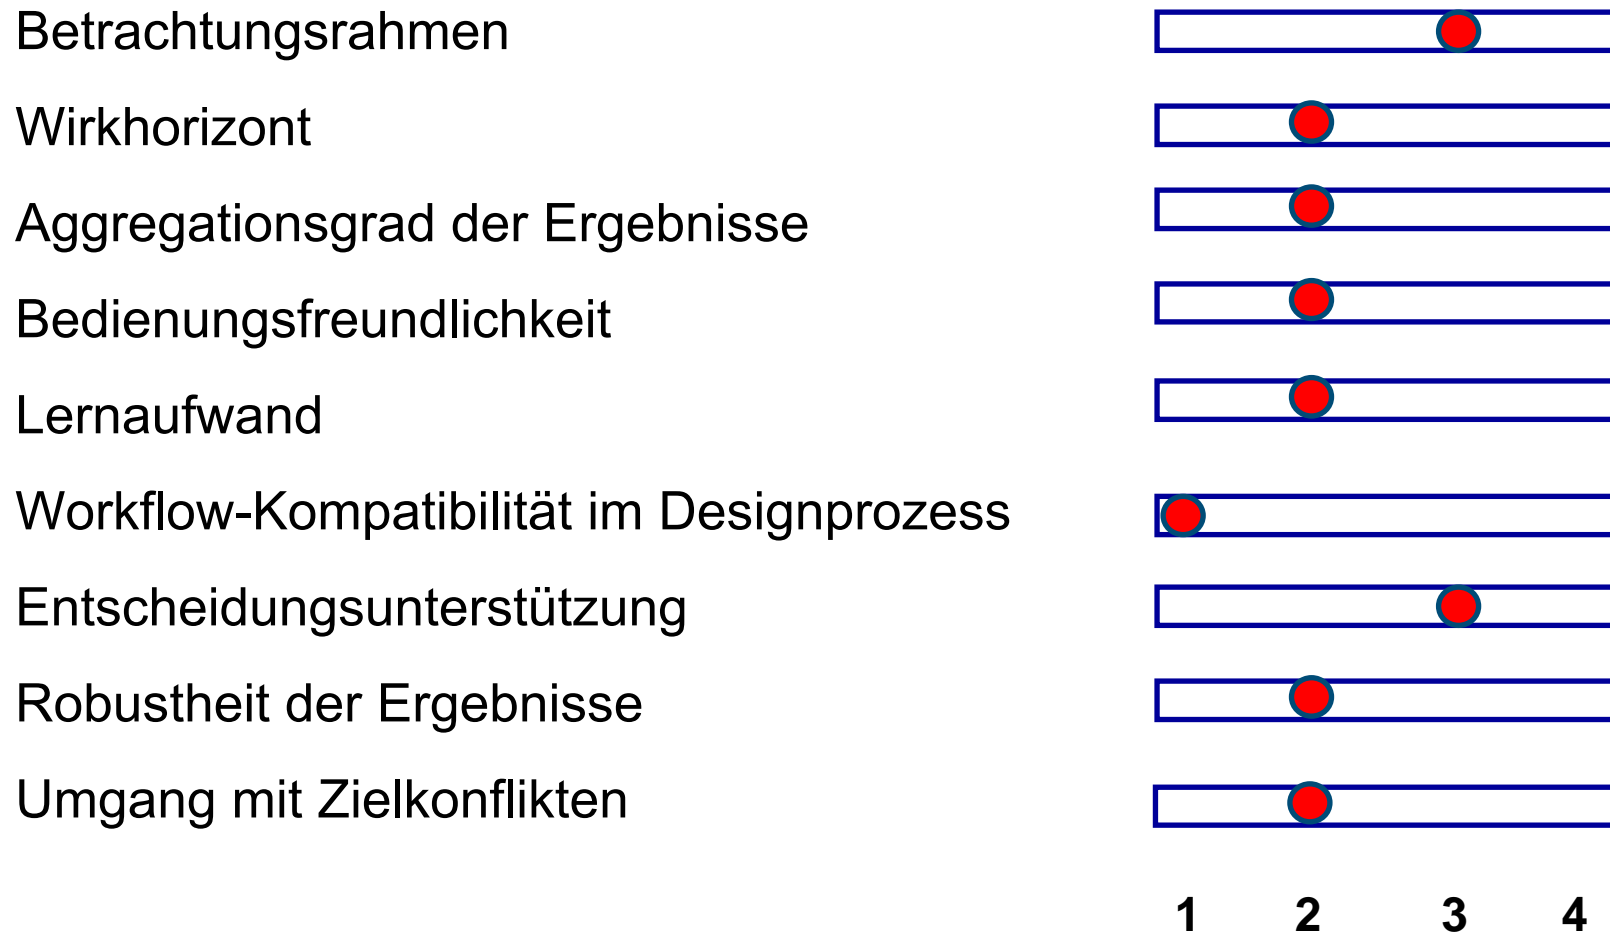 Betrachtungsrahmen
Wirkhorizont
Aggregationsgrad der Ergebnisse
Bedienungsfreundlichkeit
Lernaufwand
Workflow-Kompatibilität im Designprozess
Entscheidungsunterstützung
Robustheit der Ergebnisse
Umgang mit Zielkonflikten
1 2 3 4